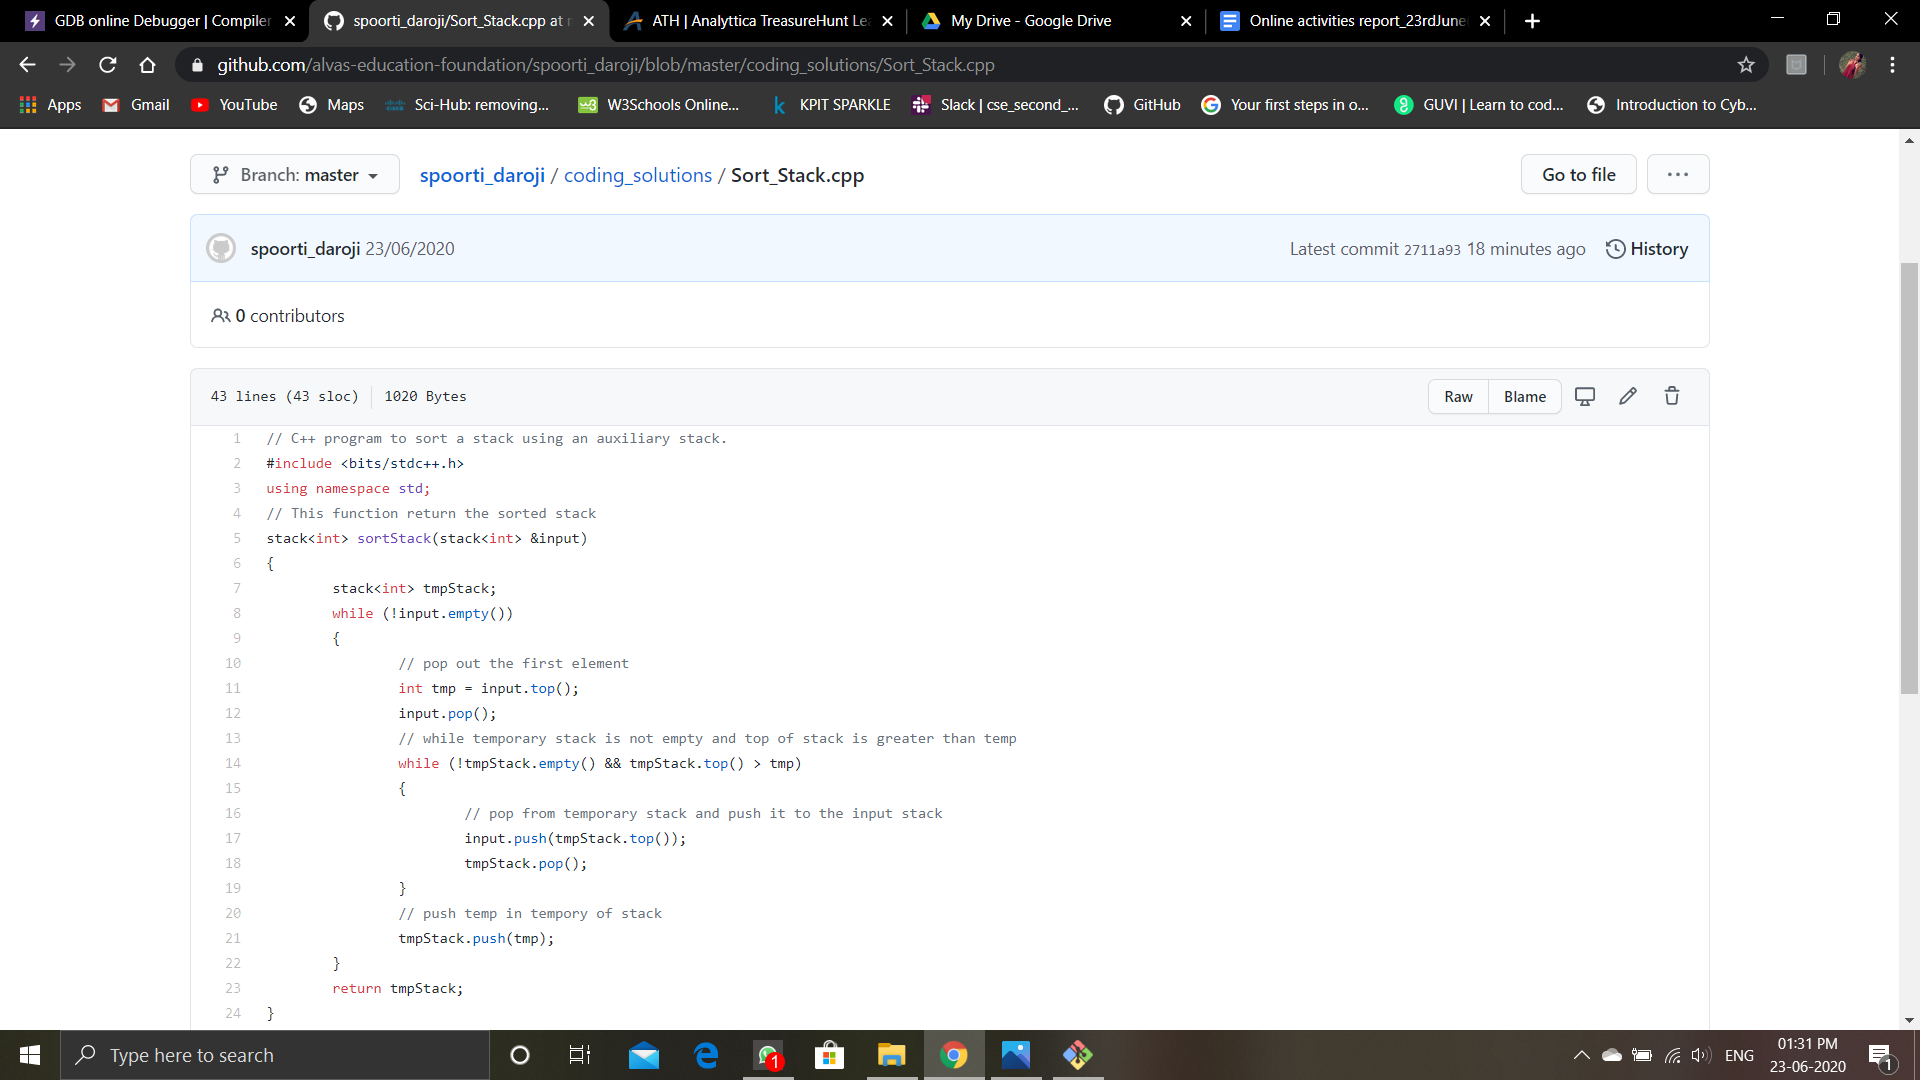 GDB online Debugger | Compiler
spoorti_daroji/Sort_Stack.cpp at m
ATH | Analyttica TreasureHunt Le
My Drive - Google Drive
Online activities report_23rdJune
github.com/alvas-education-foundation/spoorti_daroji/blob/master/coding_solutions/Sort_Stack.cpp
Apps
Gmail
YouTube
Maps
Sci-Hub: removing...
W3Schools Online...
KPIT SPARKLE
Slack | cse_second_...
GitHub
Your first steps in o...
GUVI | Learn to cod...
Introduction to Cyb...
Branch: master
spoorti_daroji / coding_solutions / Sort_Stack.cpp
Go to file
spoorti_daroji 23/06/2020
Latest commit 2711a93 18 minutes ago
History
0 contributors
43 lines (43 sloc)
1020 Bytes
Raw
Blame
1 // C++ program to sort a stack using an auxiliary stack.
2 #include <bits/stdc++.h>
3 using namespace std;
4 // This function return the sorted stack
5 stack<int> sortStack(stack<int> &input)
6 {
7 stack<int> tmpStack;
8 while (!input.empty())
9 {
10 // pop out the first element
11 int tmp = input.top();
12 input.pop();
13 // while temporary stack is not empty and top of stack is greater than temp
14 while (!tmpStack.empty() && tmpStack.top() > tmp)
15 {
16 // pop from temporary stack and push it to the input stack
17 input.push(tmpStack.top());
18 tmpStack.pop();
19 }
20 // push temp in tempory of stack
21 tmpStack.push(tmp);
22 }
23 return tmpStack;
24 }
Type here to search
1
ENG
01:31 PM
23-06-2020
1